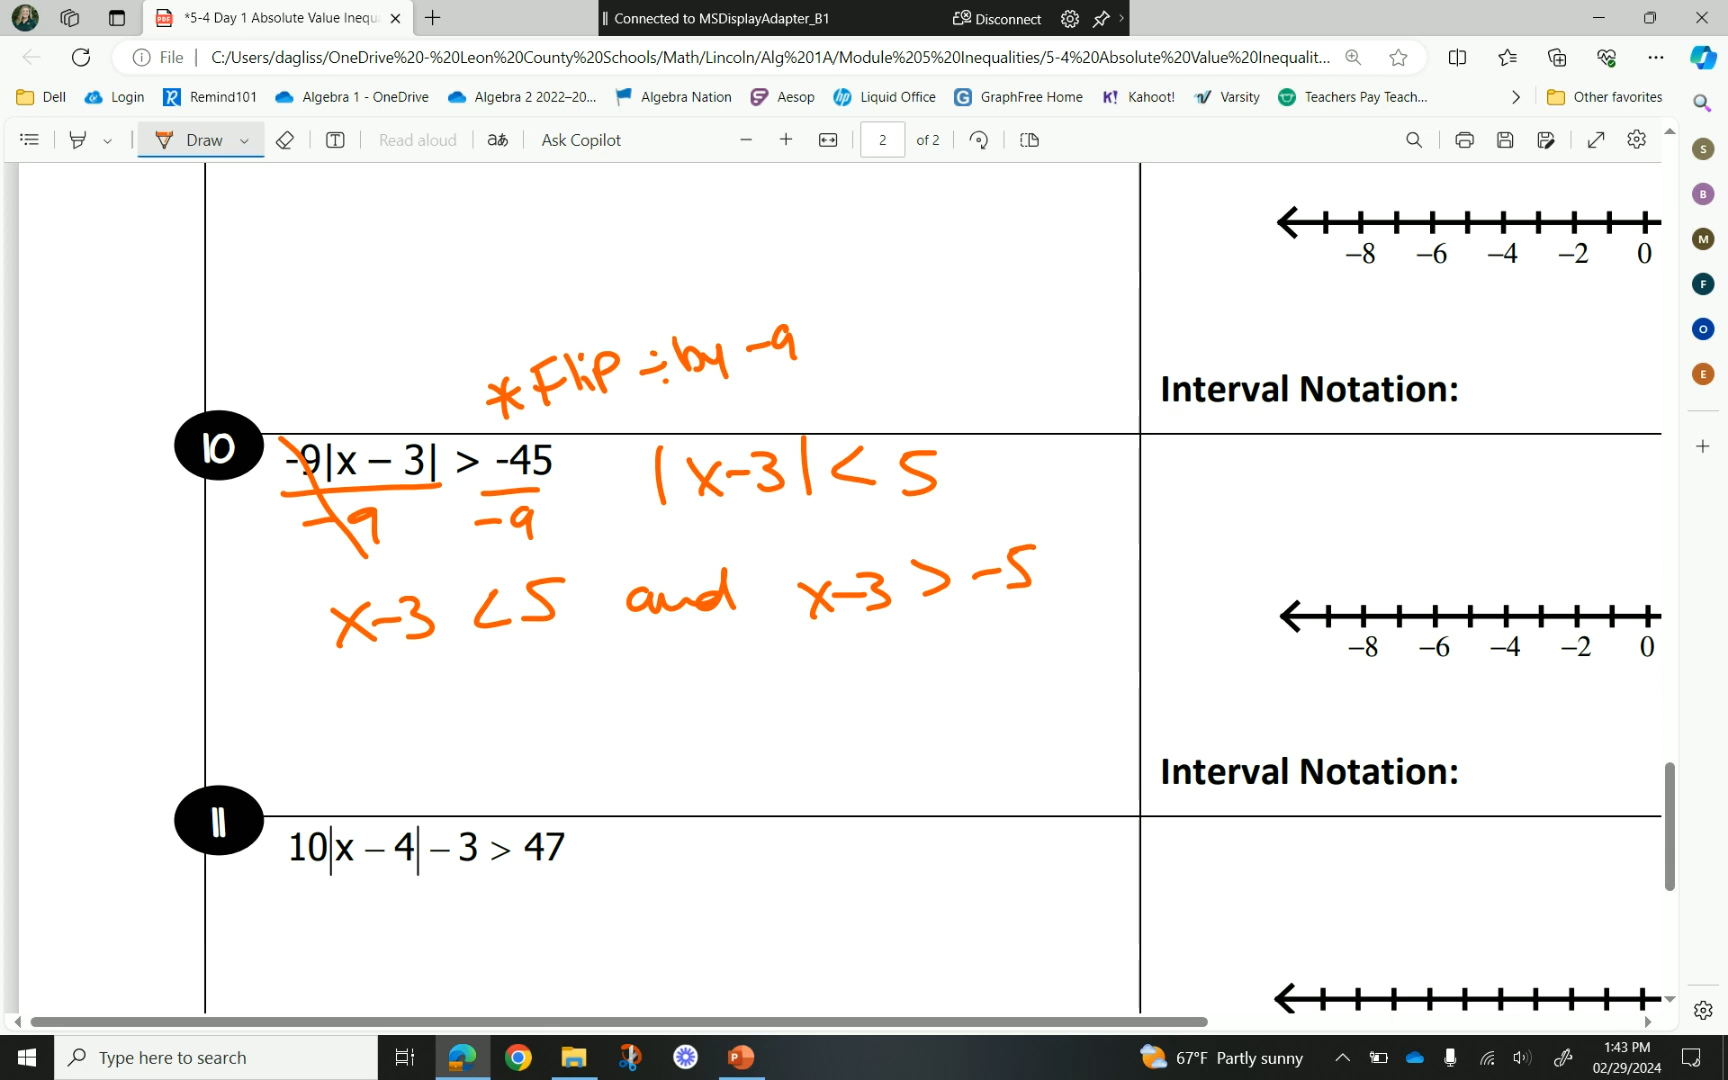 *5-4 Day 1 Absolute Value Inequ
Connected to MSDisplayAdapter_B1
Disconnect
File
C:/Users/dagliss/OneDrive%20-%20Leon%20County%20Schools/Math/Lincoln/Alg%201A/Module%205%20Inequalities/5-4%20Absolute%20Value%20Inequalit...
Dell
Login
Remind101
Algebra 1 - OneDrive
Algebra 2 2022–20...
Algebra Nation
Aesop
Liquid Office
GraphFree Home
Kahoot!
Varsity
Teachers Pay Teach...
Other favorites
Draw
Read aloud
aあ
Ask Copilot
2
of 2
S
B
M
F
O
E
–8 –6 –4 –2 0
* Flip ÷ by -9
Interval Notation:
10
-9|x – 3| > -45
|x-3| < 5
-9 -9
x-3 < 5 and x-3 > -5
–8 –6 –4 –2 0
Interval Notation:
11
10|x – 4| – 3 > 47
Type here to search
67°F Partly sunny
1:43 PM
02/29/2024